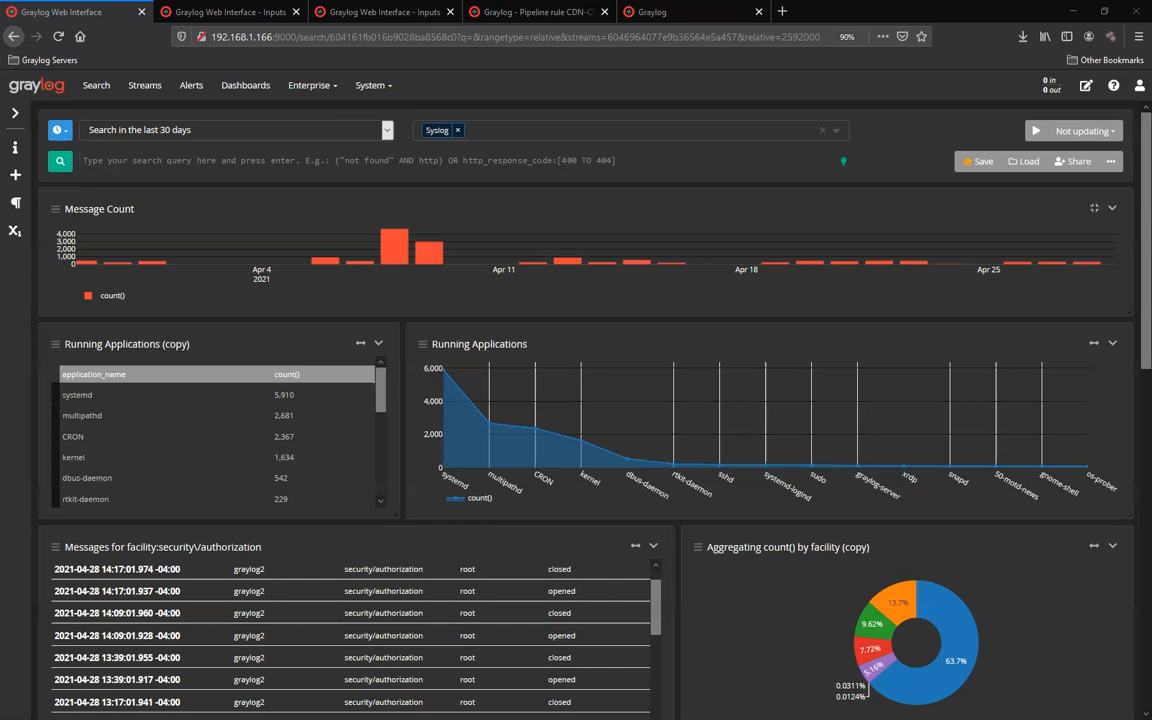 Graylog Web Interface
Graylog Web Interface - Inputs
Graylog Web Interface - Inputs
Graylog - Pipeline rule CDN-C
Graylog
192.168.1.166:9000/search/604161fb016b9028ba8568c0?q=&rangetype=relative&streams=6046964077e9b36564e5a457&relative=2592000
90%
Graylog Servers
Other Bookmarks
graylog
Search
Streams
Alerts
Dashboards
Enterprise
System
0 in
0 out
Search in the last 30 days
Syslog
Not updating
Type your search query here and press enter. E.g.: ("not found" AND http) OR http_response_code:[400 TO 404]
Save
Load
Share
X₁
Message Count
4,000
3,000
2,000
1,000
0
Apr 4
2021
Apr 11
Apr 18
Apr 25
count()
Running Applications (copy)
application_name count()
systemd 5,910
multipathd 2,681
CRON 2,367
kernel 1,634
dbus-daemon 542
rtkit-daemon 229
Running Applications
6,000
4,000
2,000
0
systemd
multipathd
CRON
kernel
dbus-daemon
rtkit-daemon
sshd
systemd-logind
sudo
graylog-server
xrdp
snapd
50-motd-news
gnome-shell
os-prober
count()
Messages for facility:security\/authorization
2021-04-28 14:17:01.974 -04:00 graylog2 security/authorization root closed
2021-04-28 14:17:01.937 -04:00 graylog2 security/authorization root opened
2021-04-28 14:09:01.960 -04:00 graylog2 security/authorization root closed
2021-04-28 14:09:01.928 -04:00 graylog2 security/authorization root opened
2021-04-28 13:39:01.955 -04:00 graylog2 security/authorization root closed
2021-04-28 13:39:01.917 -04:00 graylog2 security/authorization root opened
2021-04-28 13:17:01.941 -04:00 graylog2 security/authorization root closed
Aggregating count() by facility (copy)
13.7%
9.62%
7.72%
5.16%
63.7%
0.0311%
0.0124%